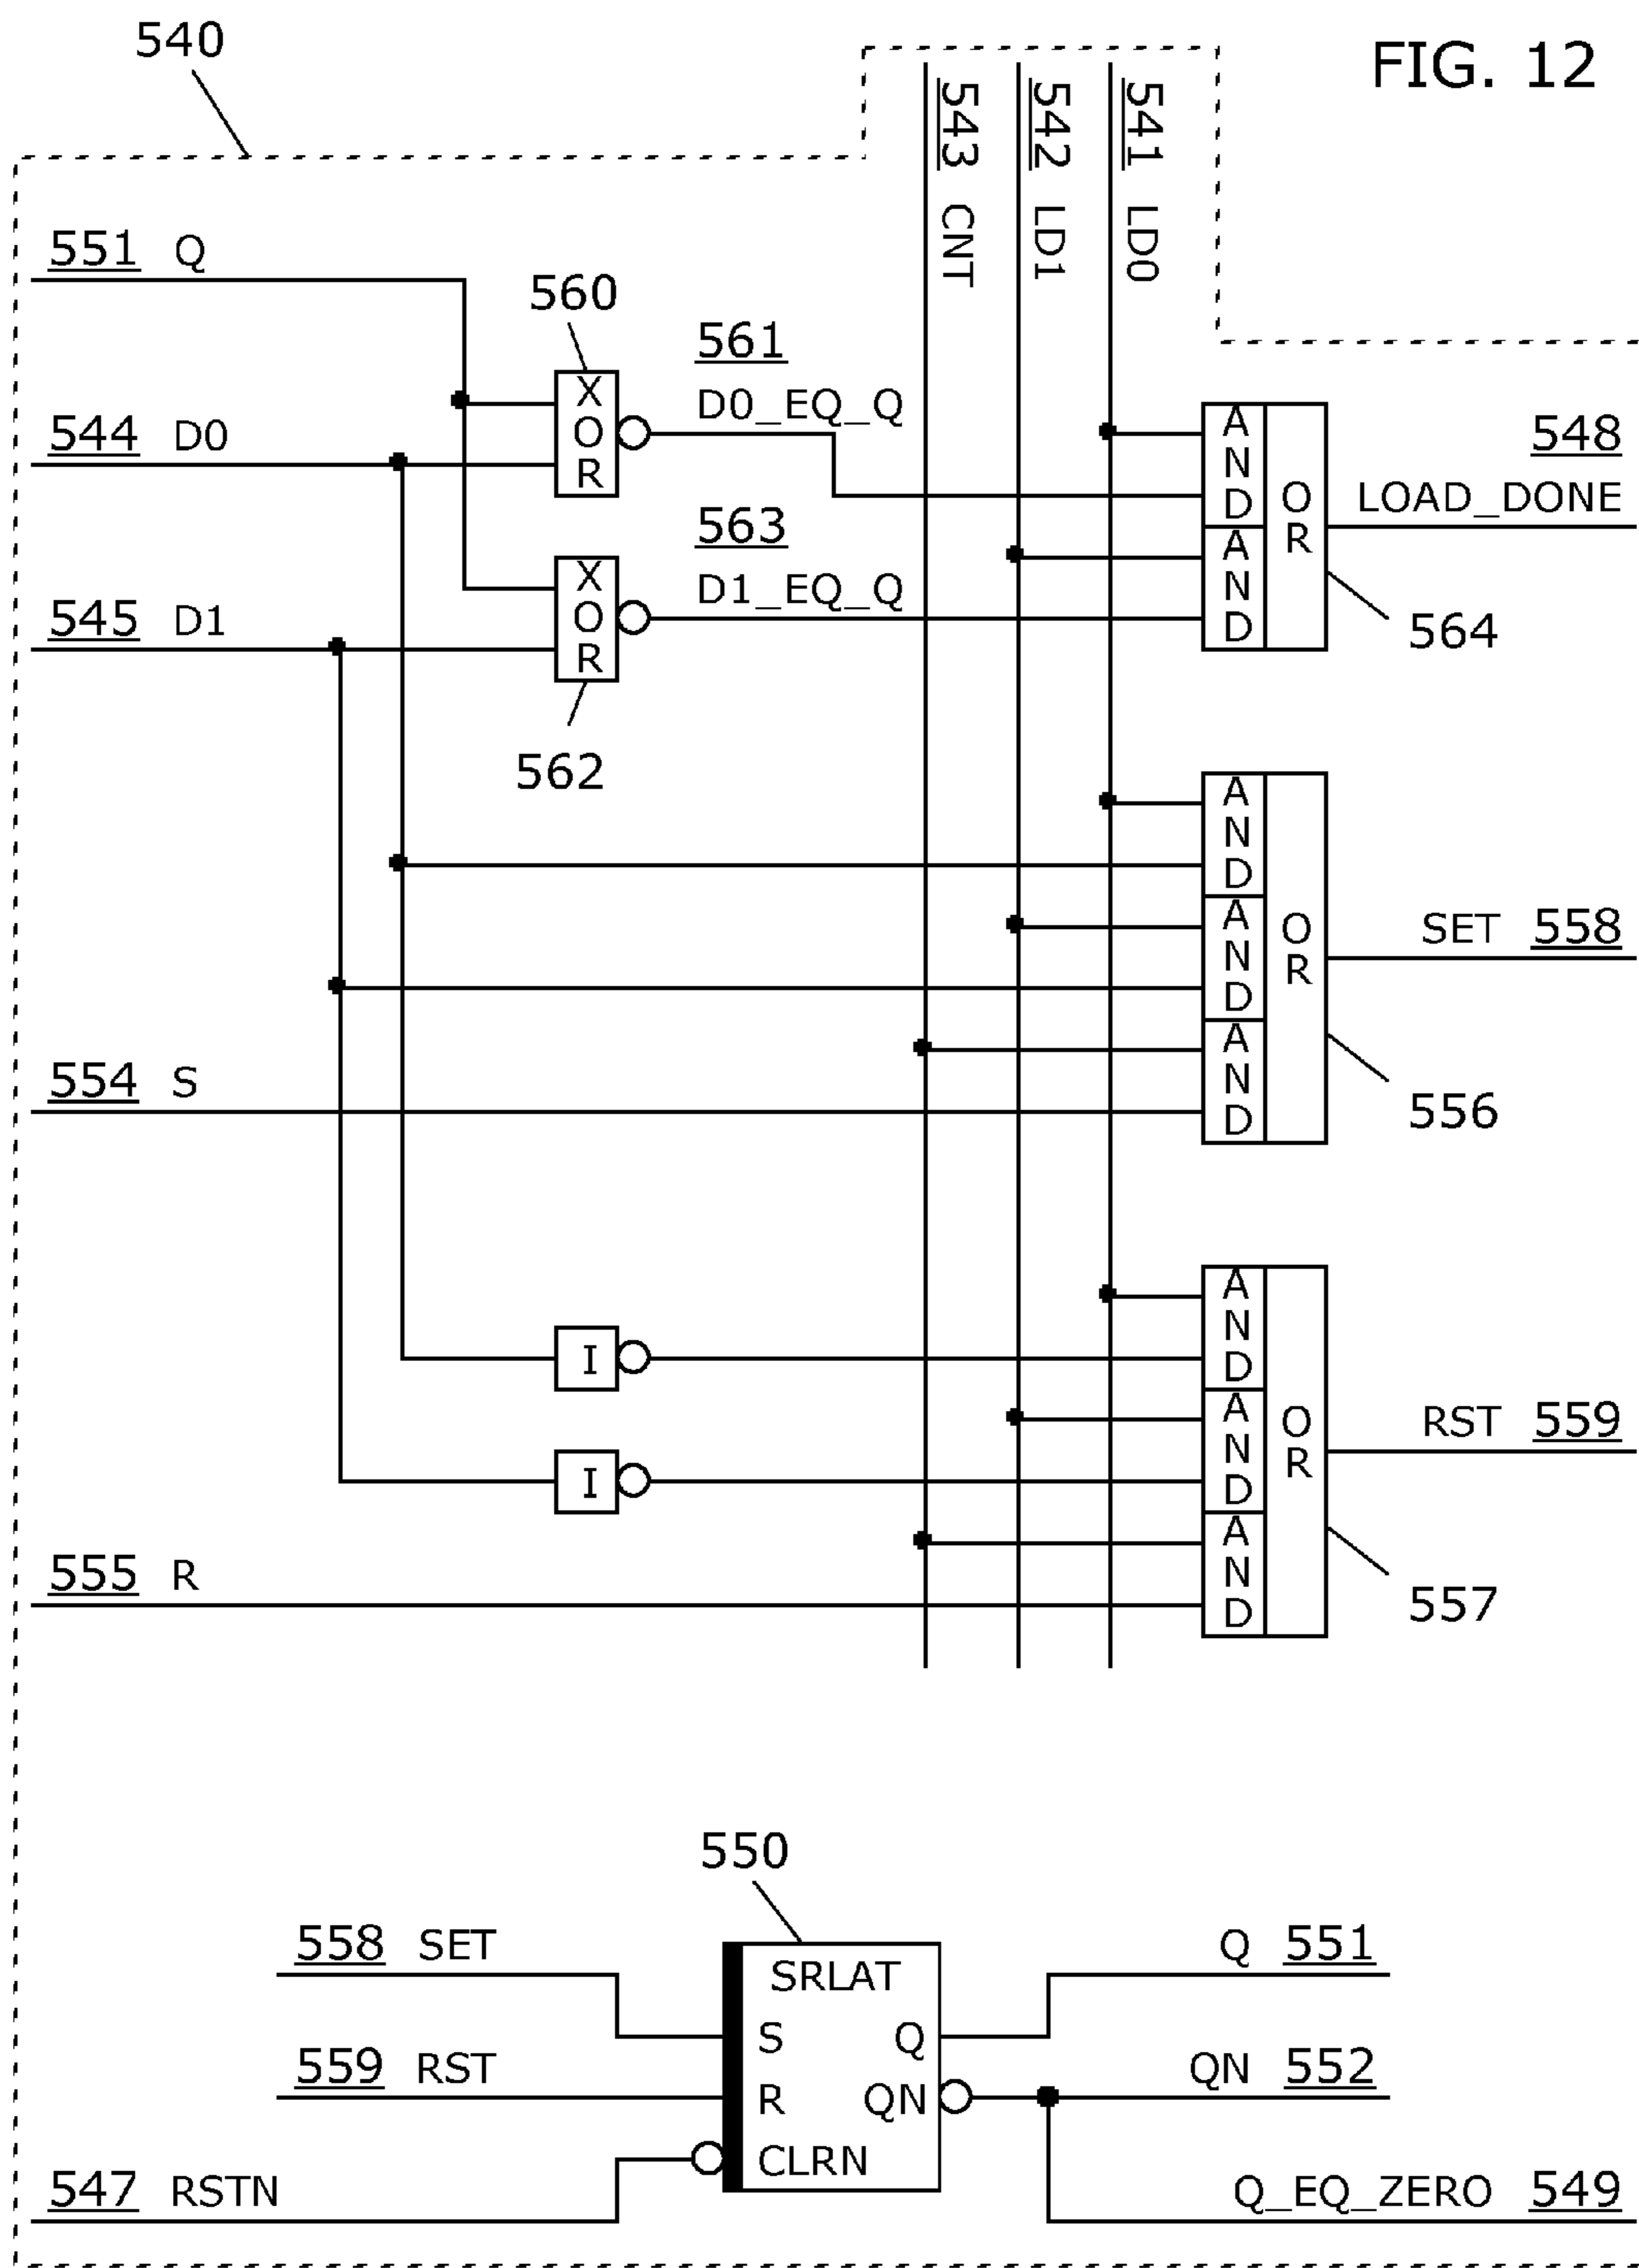 540
FIG. 12
543 CNT
542 LD1
541 LD0
551 Q
560
561
XOR
D0_EQ_Q
544 D0
AND
AND
OR
548
LOAD_DONE
563
XOR
D1_EQ_Q
545 D1
564
562
AND
AND
AND
OR
SET 558
554 S
556
I
AND
AND
AND
OR
RST 559
I
555 R
557
550
558 SET
SRLAT
Q 551
S
Q
559 RST
QN 552
R
QN
CLRN
547 RSTN
Q_EQ_ZERO 549